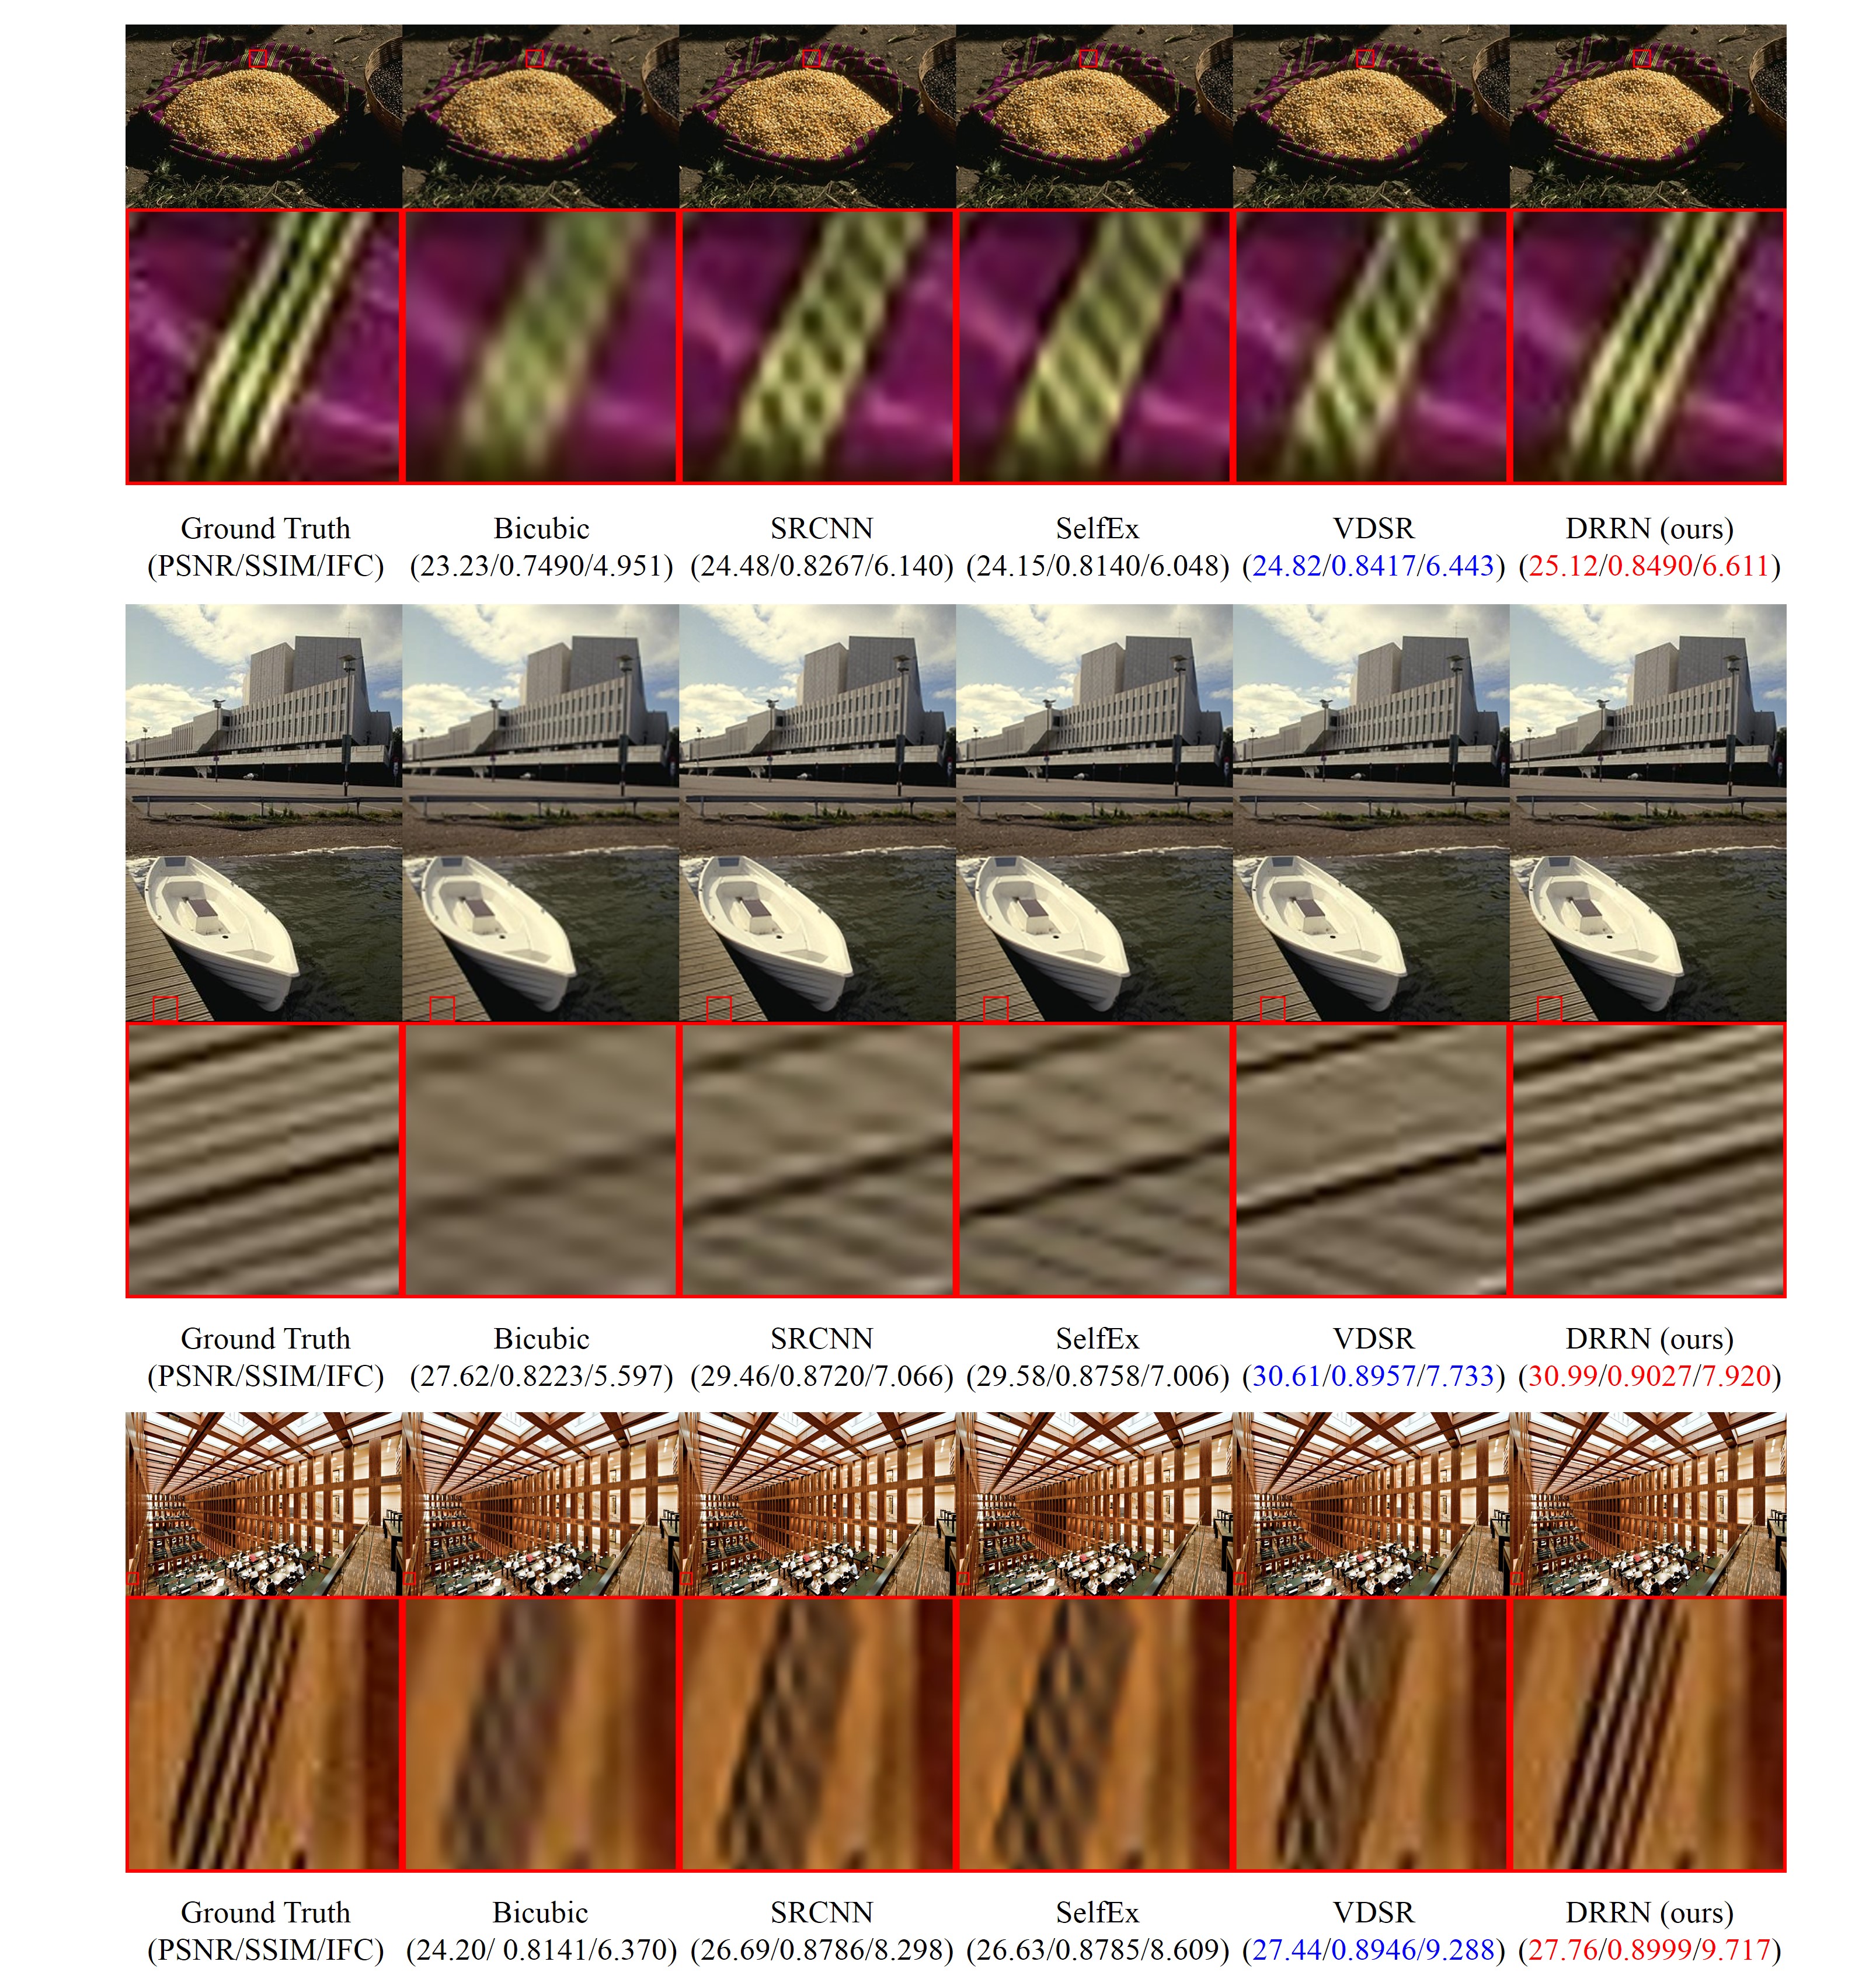 Ground Truth Bicubic SRCNN SelfEx VDSR DRRN (ours)
(PSNR/SSIM/IFC) (23.23/0.7490/4.951) (24.48/0.8267/6.140) (24.15/0.8140/6.048) (24.82/0.8417/6.443) (25.12/0.8490/6.611)
Ground Truth Bicubic SRCNN SelfEx VDSR DRRN (ours)
(PSNR/SSIM/IFC) (27.62/0.8223/5.597) (29.46/0.8720/7.066) (29.58/0.8758/7.006) (30.61/0.8957/7.733) (30.99/0.9027/7.920)
Ground Truth Bicubic SRCNN SelfEx VDSR DRRN (ours)
(PSNR/SSIM/IFC) (24.20/ 0.8141/6.370) (26.69/0.8786/8.298) (26.63/0.8785/8.609) (27.44/0.8946/9.288) (27.76/0.8999/9.717)